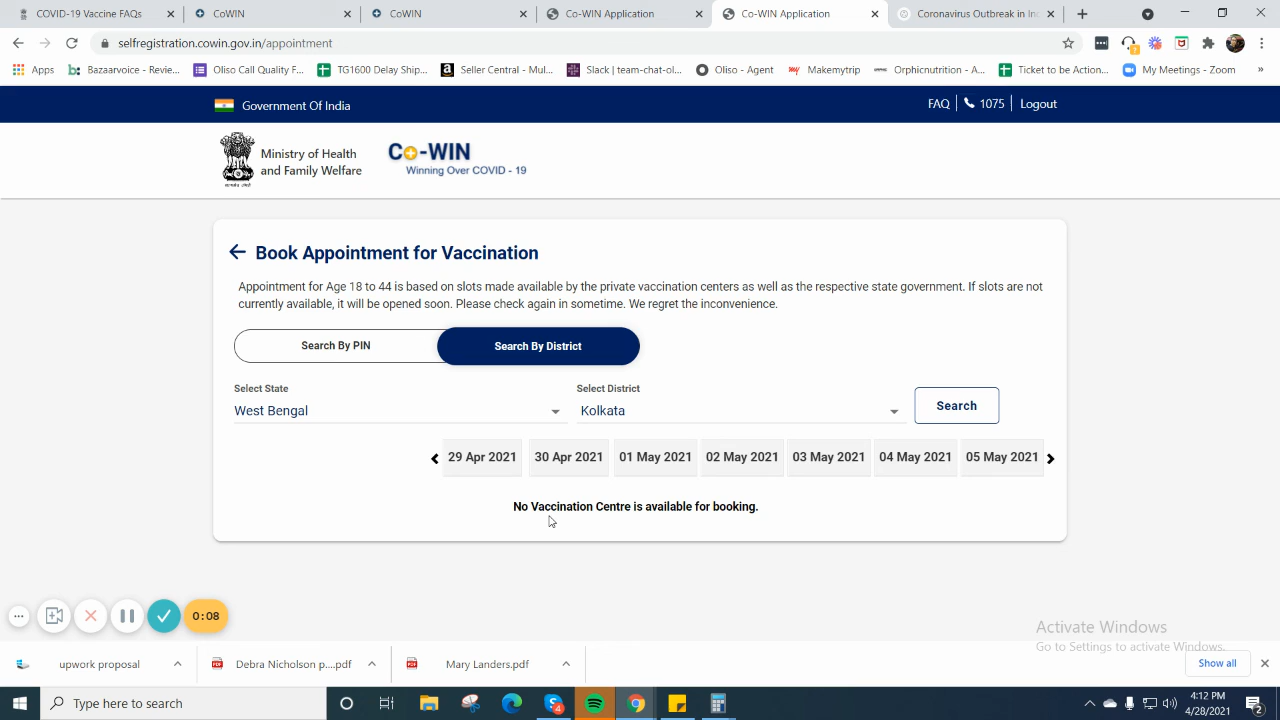 COVID-19 Vaccine FAQs
CoWIN
CoWIN
Co-WIN Application
Co-WIN Application
Coronavirus Outbreak in Ind
selfregistration.cowin.gov.in/appointment
Apps
Bazaarvoice - Revie...
Oliso Call Quality F...
TG1600 Delay Ship...
Seller Central - Mul...
Slack | team-chat-ol...
Oliso - Agent
Makemytrip
Orphicnutrition - A...
Ticket to be Action...
My Meetings - Zoom
»
Government Of India
FAQ
1075
Logout
Ministry of Health
and Family Welfare
Co-WIN
Winning Over COVID - 19
Book Appointment for Vaccination
Appointment for Age 18 to 44 is based on slots made available by the private vaccination centers as well as the respective state government. If slots are not
currently available, it will be opened soon. Please check again in sometime. We regret the inconvenience.
Search By PIN
Search By District
Select State
Select District
West Bengal
Kolkata
Search
29 Apr 2021
30 Apr 2021
01 May 2021
02 May 2021
03 May 2021
04 May 2021
05 May 2021
No Vaccination Centre is available for booking.
0:08
Activate Windows
Go to Settings to activate Windows.
upwork proposal
Debra Nicholson p....pdf
Mary Landers.pdf
Show all
Type here to search
4:12 PM
4/28/2021
2